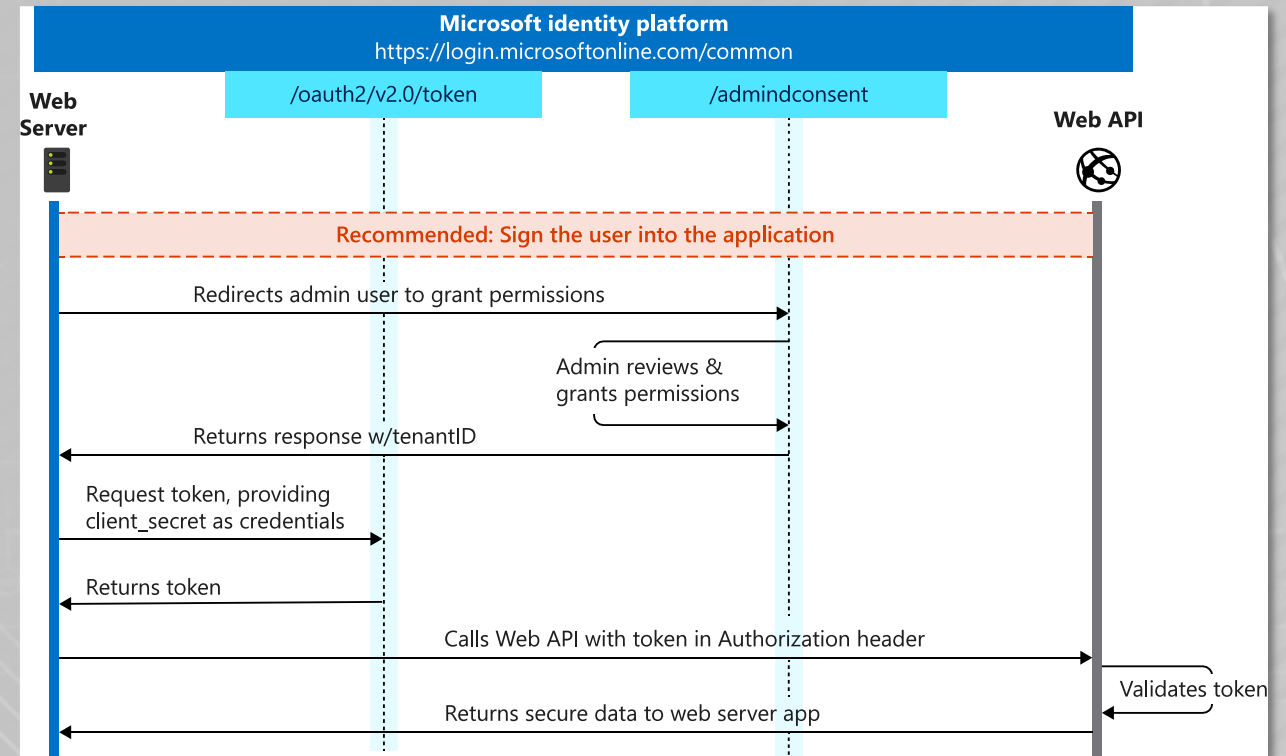 Microsoft identity platform
https://login.microsoftonline.com/common
/oauth2/v2.0/token
/admindconsent
Web
Server
Web API
Recommended: Sign the user into the application
Redirects admin user to grant permissions
Admin reviews &
grants permissions
Returns response w/tenantID
Request token, providing
client_secret as credentials
Returns token
Calls Web API with token in Authorization header
Validates token
Returns secure data to web server app